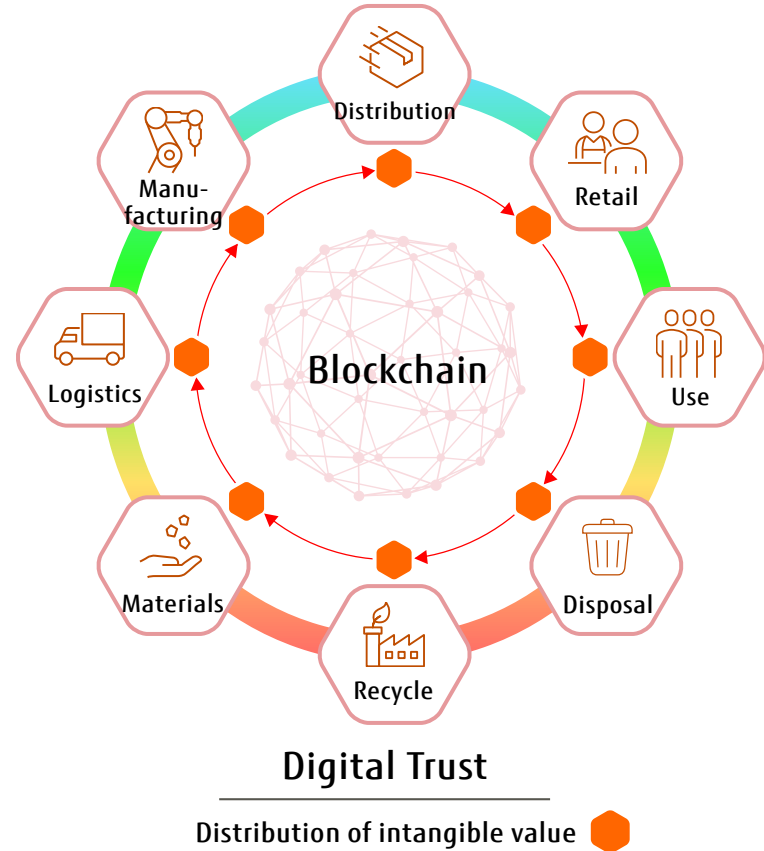 Distribution
Manu-
facturing
Retail
Logistics
Blockchain
Use
Materials
Disposal
Recycle
Digital Trust
Distribution of intangible value